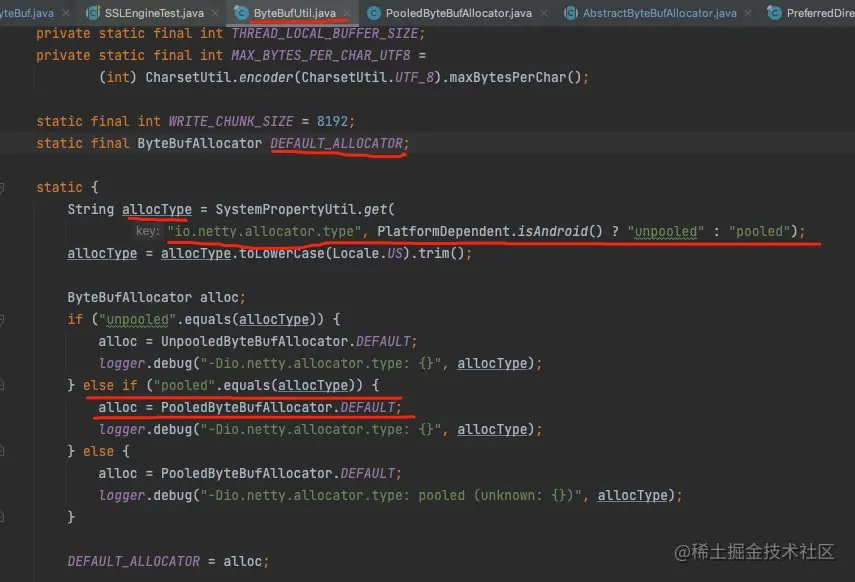 yteBuf.java × SSLEngineTest.java × ByteBufUtil.java × PooledByteBufAllocator.java × AbstractByteBufAllocator.java × PreferredDire
private static final int THREAD_LOCAL_BUFFER_SIZE;
private static final int MAX_BYTES_PER_CHAR_UTF8 =
(int) CharsetUtil.encoder(CharsetUtil.UTF_8).maxBytesPerChar();
static final int WRITE_CHUNK_SIZE = 8192;
static final ByteBufAllocator DEFAULT_ALLOCATOR;
static {
String allocType = SystemPropertyUtil.get(
key: "io.netty.allocator.type", PlatformDependent.isAndroid() ? "unpooled" : "pooled");
allocType = allocType.toLowerCase(Locale.US).trim();
ByteBufAllocator alloc;
if ("unpooled".equals(allocType)) {
alloc = UnpooledByteBufAllocator.DEFAULT;
logger.debug("-Dio.netty.allocator.type: {}", allocType);
} else if ("pooled".equals(allocType)) {
alloc = PooledByteBufAllocator.DEFAULT;
logger.debug("-Dio.netty.allocator.type: {}", allocType);
} else {
alloc = PooledByteBufAllocator.DEFAULT;
logger.debug("-Dio.netty.allocator.type: pooled (unknown: {})", allocType);
}
DEFAULT_ALLOCATOR = alloc;
@稀土掘金技术社区